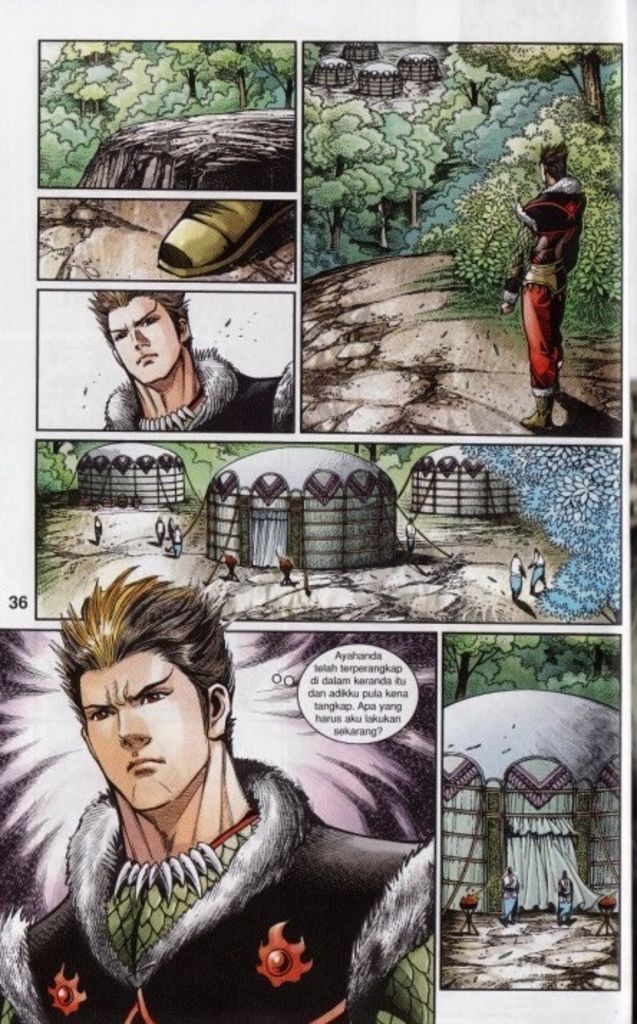 36
Ayahanda
telah terperangkap
di dalam keranda itu
dan adikku pula kena
tangkap. Apa yang
harus aku lakukan
sekarang?